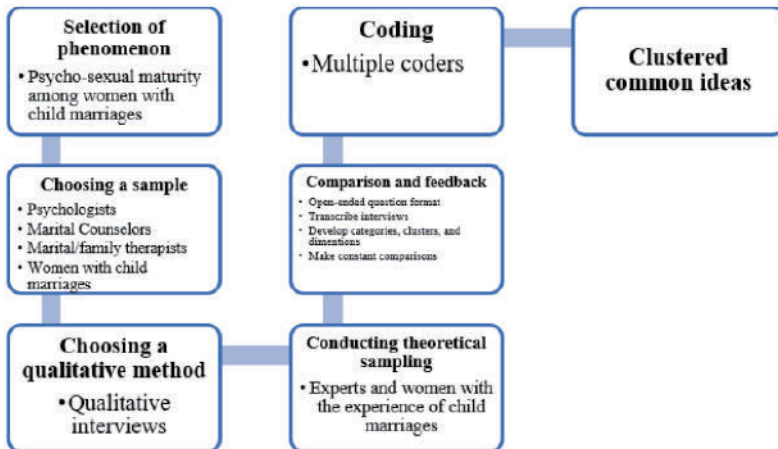 Selection of
phenomenon
• Psycho-sexual maturity
among women with
child marriages
Choosing a sample
• Psychologists
• Marital Counselors
• Marital/family therapists
• Women with child
marriages
Choosing a
qualitative method
• Qualitative
interviews
Conducting theoretical
sampling
• Experts and women with
the experience of child
marriages
Comparison and feedback
• Open-ended question format
• Transcribe interviews
• Develop categories, clusters, and
dimentions
• Make constant comparisons
Coding
• Multiple coders
Clustered
common ideas